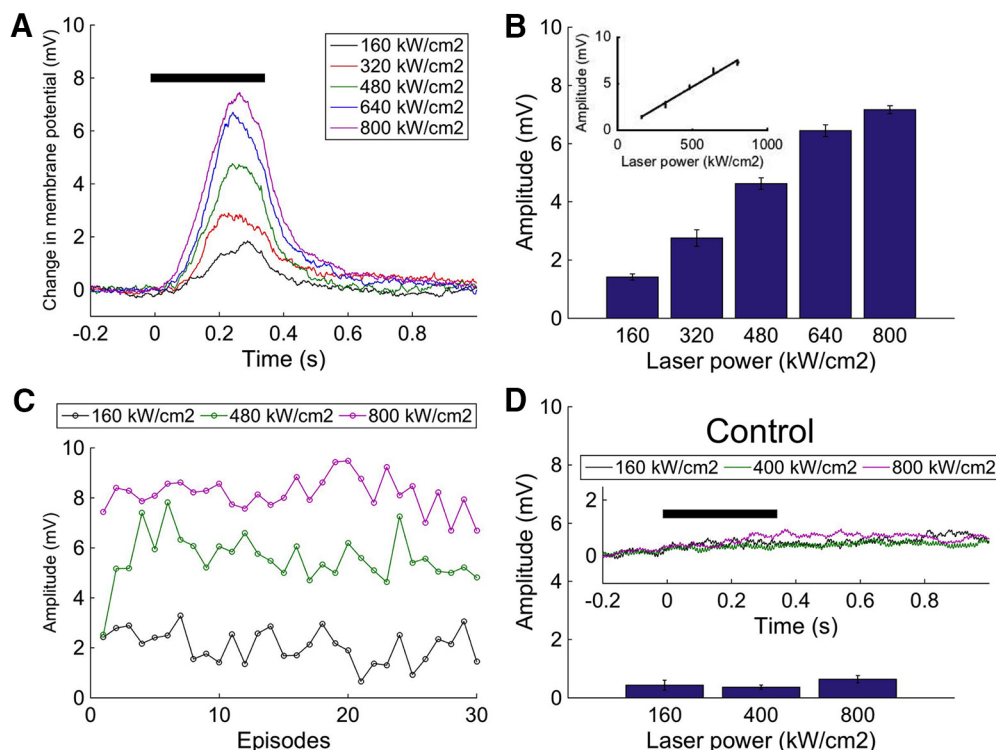 A
Change in membrane potential (mV)
10
8
6
4
2
0
-0.2 0 0.2 0.4 0.6 0.8
Time (s)
160 kW/cm2
320 kW/cm2
480 kW/cm2
640 kW/cm2
800 kW/cm2
B
Amplitude (mV)
10
8
6
4
2
0
160 320 480 640 800
Laser power (kW/cm2)
Amplitude (mV)
10
5
0
0 500 1000
Laser power (kW/cm2)
C
160 kW/cm2 480 kW/cm2 800 kW/cm2
Amplitude (mV)
10
8
6
4
2
0
0 10 20 30
Episodes
D
Control
Amplitude (mV)
10
8
6
4
2
0
160 kW/cm2 400 kW/cm2 800 kW/cm2
2
0
-0.2 0 0.2 0.4 0.6 0.8
Time (s)
160 400 800
Laser power (kW/cm2)